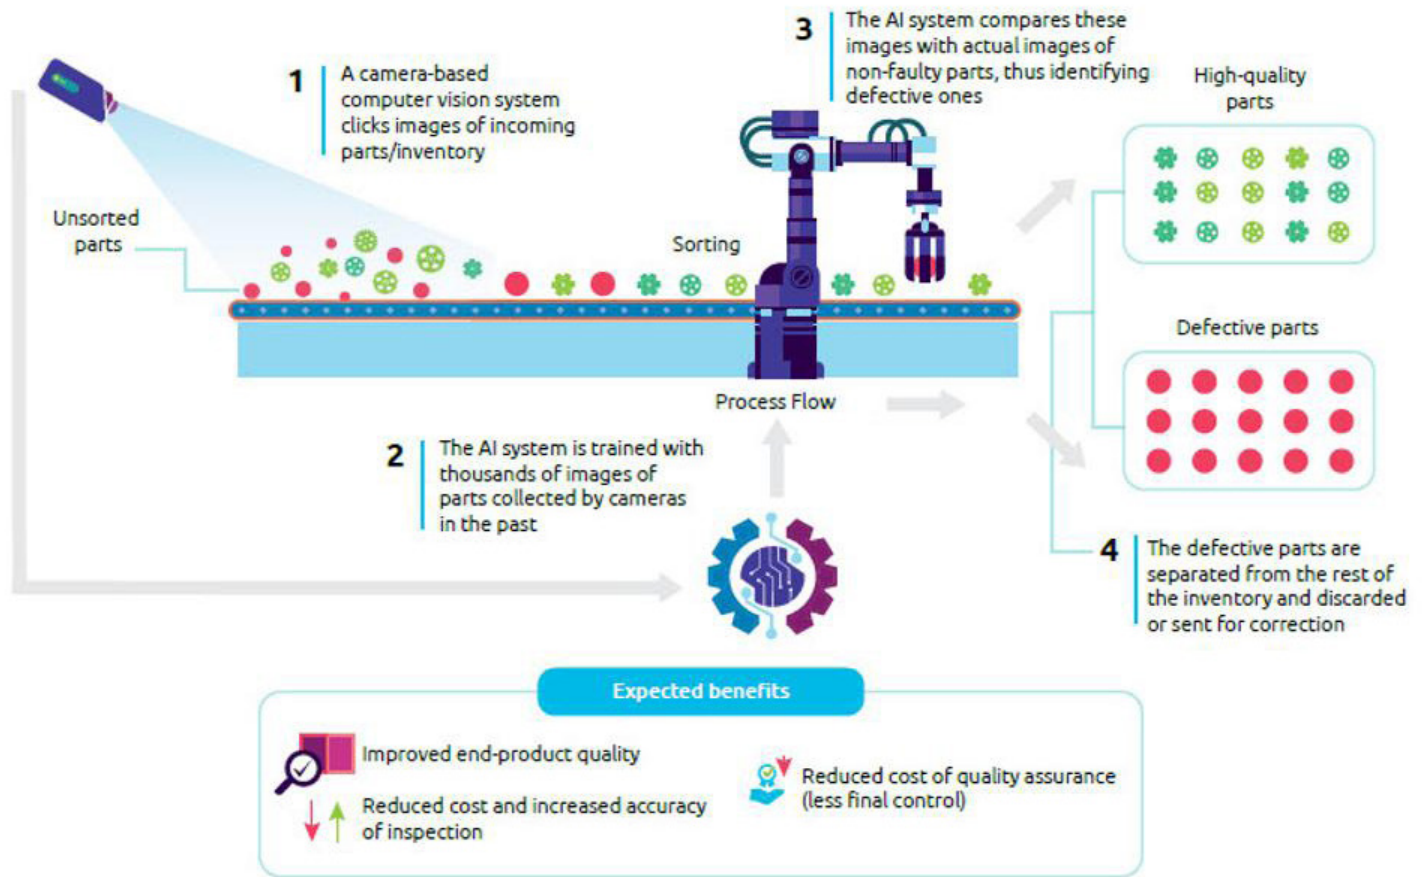 1
A camera-based
computer vision system
clicks images of incoming
parts/inventory
3
The AI system compares these
images with actual images of
non-faulty parts, thus identifying
defective ones
High-quality
parts
Unsorted
parts
Sorting
Defective parts
Process Flow
2
The AI system is trained with
thousands of images of
parts collected by cameras
in the past
4
The defective parts are
separated from the rest of
the inventory and discarded
or sent for correction
Expected benefits
Improved end-product quality
Reduced cost and increased accuracy
of inspection
Reduced cost of quality assurance
(less final control)